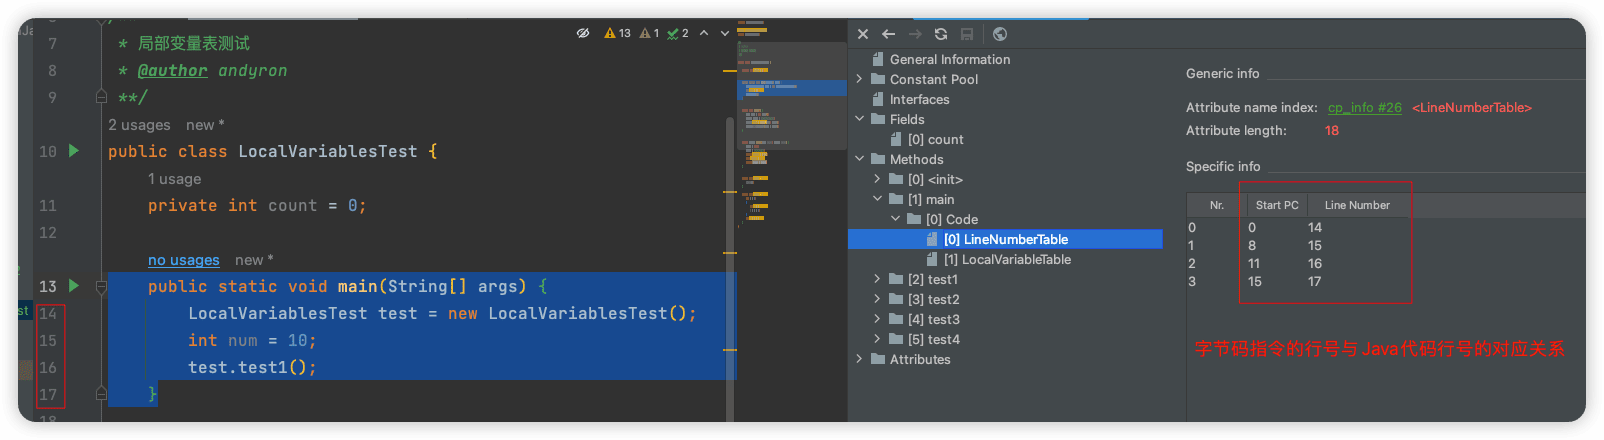 7 * 局部变量表测试
13 1 2
8 * @author andyron
9 **/
2 usages new *
10 public class LocalVariablesTest {
1 usage
11 private int count = 0;
12
no usages new *
13 public static void main(String[] args) {
14 LocalVariablesTest test = new LocalVariablesTest();
15 int num = 10;
16 test.test1();
17 }
General Information
Constant Pool
Interfaces
Fields
[0] count
Methods
[0] <init>
[1] main
[0] Code
[0] LineNumberTable
[1] LocalVariableTable
[2] test1
[3] test2
[4] test3
[5] test4
Attributes
Generic info
Attribute name index: cp_info #26 <LineNumberTable>
Attribute length: 18
Specific info
Nr. Start PC Line Number
0 0 14
1 8 15
2 11 16
3 15 17
字节码指令的行号与Java代码行号的对应关系